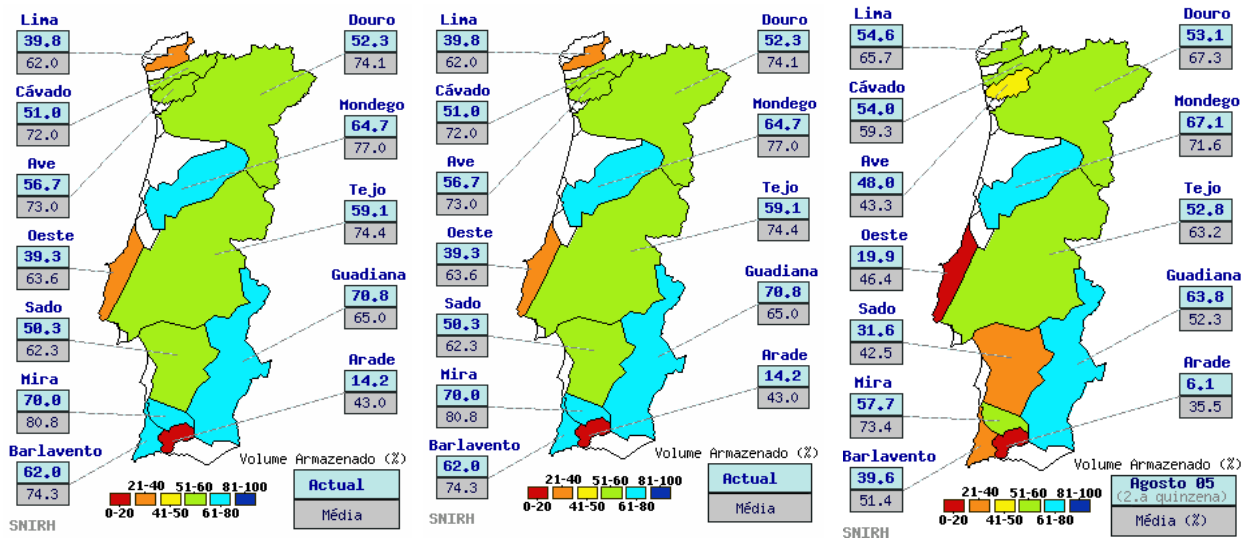 Lima
39.8
62.0
Douro
52.3
74.1
Cávado
51.0
72.0
Mondego
64.7
77.0
Ave
56.7
73.0
Tejo
59.1
74.4
Oeste
39.3
63.6
Guadiana
70.8
65.0
Sado
50.3
62.3
Arade
14.2
43.0
Mira
70.0
80.8
Barlavento
62.0
74.3
Volume Armazenado (%)
21-40 51-60 81-100
0-20 41-50 61-80
Actual
Média
SNIRH
Lima
39.8
62.0
Douro
52.3
74.1
Cávado
51.0
72.0
Mondego
64.7
77.0
Ave
56.7
73.0
Tejo
59.1
74.4
Oeste
39.3
63.6
Guadiana
70.8
65.0
Sado
50.3
62.3
Arade
14.2
43.0
Mira
70.0
80.8
Barlavento
62.0
74.3
Volume Armazenado (%)
21-40 51-60 81-100
0-20 41-50 61-80
Actual
Média
SNIRH
Lima
54.6
65.7
Douro
53.1
67.3
Cávado
54.0
59.3
Mondego
67.1
71.6
Ave
48.0
43.3
Tejo
52.8
63.2
Oeste
19.9
46.4
Guadiana
63.8
52.3
Sado
31.6
42.5
Arade
6.1
35.5
Mira
57.7
73.4
Barlavento
39.6
51.4
Volume Armazenado (%)
21-40 51-60 81-100
0-20 41-50 61-80
Agosto 05
(2.a quinzena)
Média (%)
SNIRH